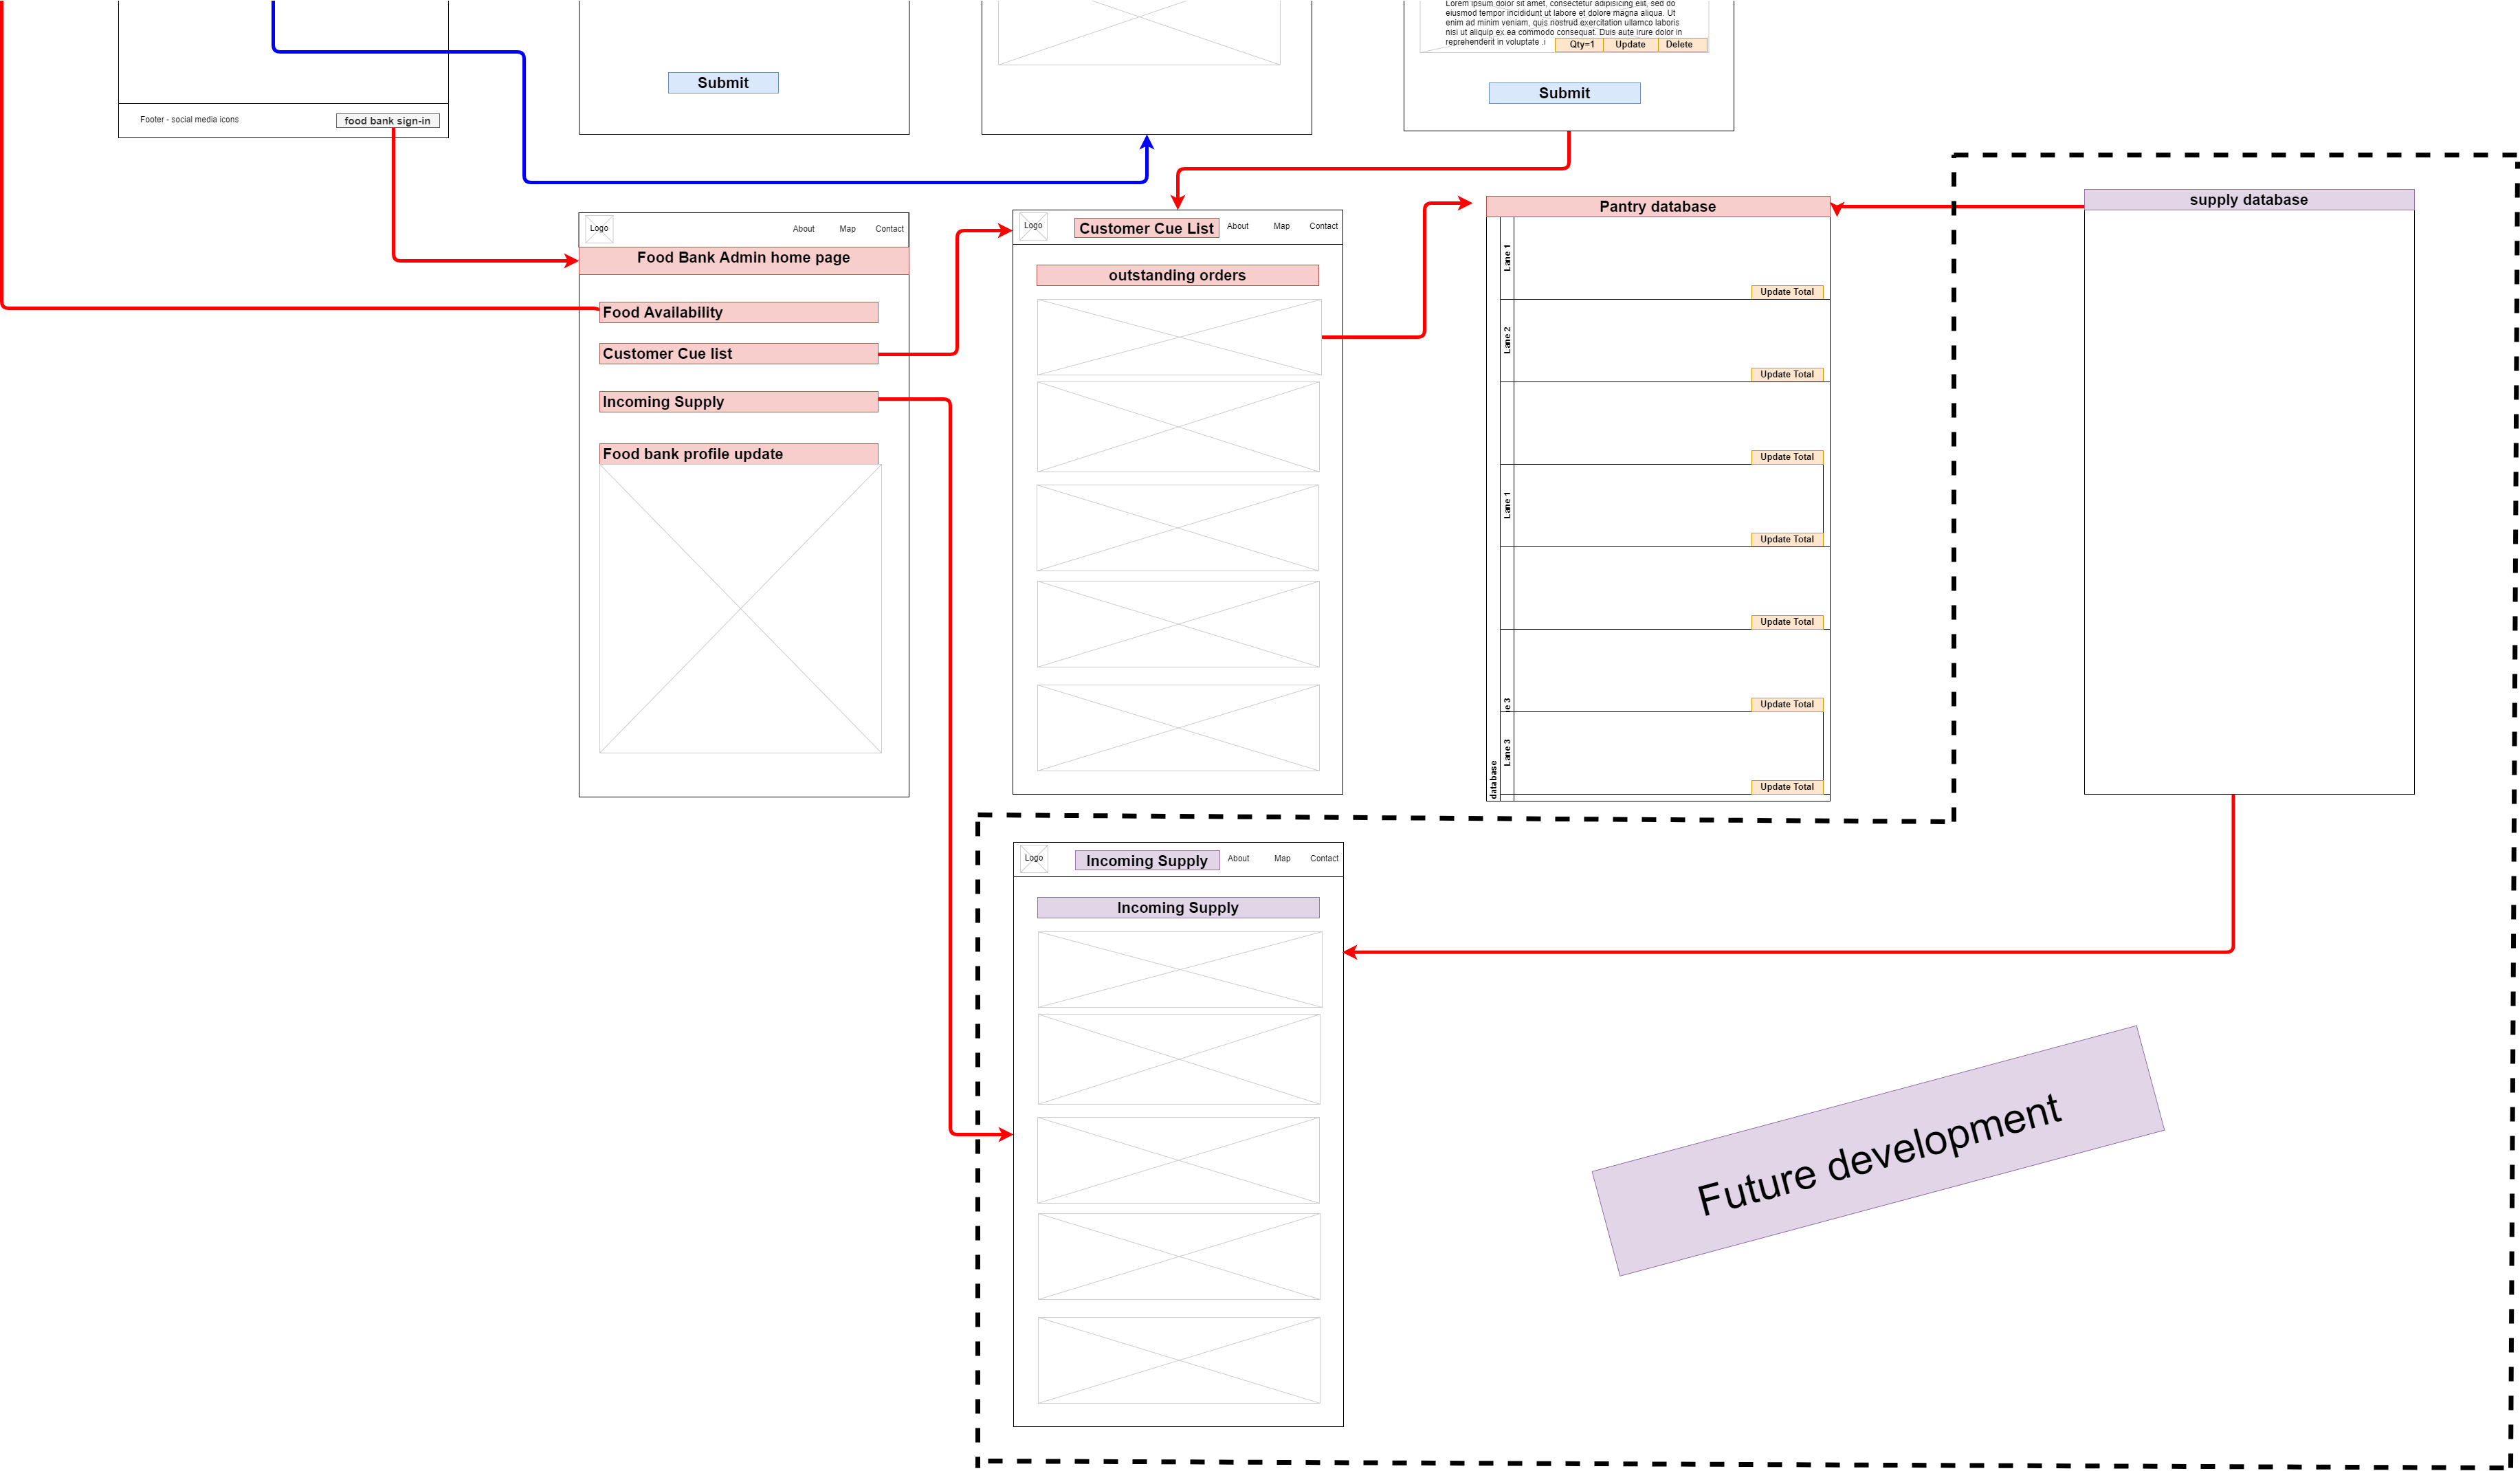 Lorem ipsum dolor sit amet, consectetur adipisicing elit, sed do
eiusmod tempor incididunt ut labore et dolore magna aliqua. Ut
enim ad minim veniam, quis nostrud exercitation ullamco laboris
nisi ut aliquip ex ea commodo consequat. Duis aute irure dolor in
reprehenderit in voluptate .i
Qty=1 Update Delete
Submit
Submit
Footer - social media icons
food bank sign-in
Logo
About Map Contact
Food Bank Admin home page
Food Availability
Customer Cue list
Incoming Supply
Food bank profile update
Logo
Customer Cue List
About Map Contact
outstanding orders
Pantry database
Lane 1
Update Total
Lane 2
Update Total
Update Total
Lane 1
Update Total
Update Total
e 3
Update Total
Lane 3
Update Total
database
supply database
Logo
Incoming Supply
About Map Contact
Incoming Supply
Future development